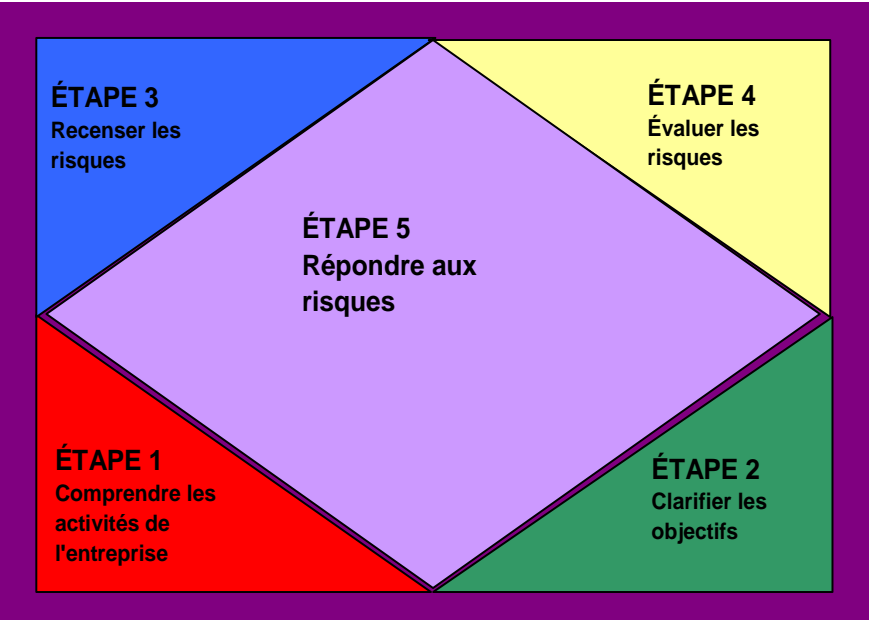 ÉTAPE 3
Recenser les
risques
ÉTAPE 4
Évaluer les
risques
ÉTAPE 5
Répondre aux
risques
ÉTAPE 1
Comprendre les
activités de
l'entreprise
ÉTAPE 2
Clarifier les
objectifs